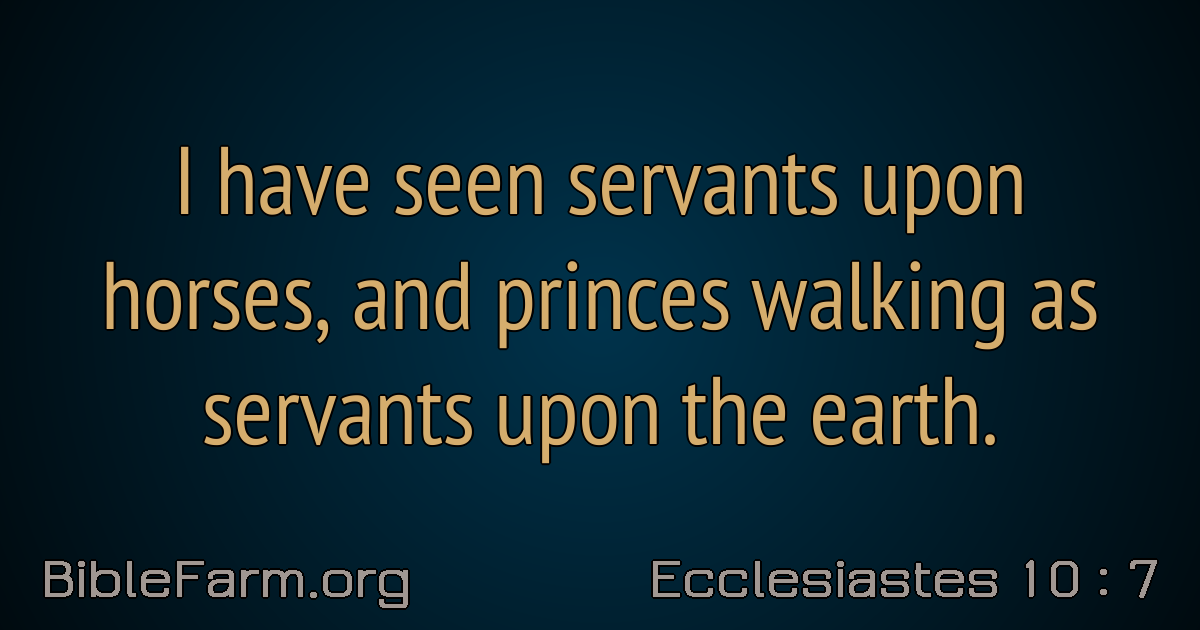 I have seen servants upon
horses, and princes walking as
servants upon the earth.
BibleFarm.org
Ecclesiastes 10 : 7